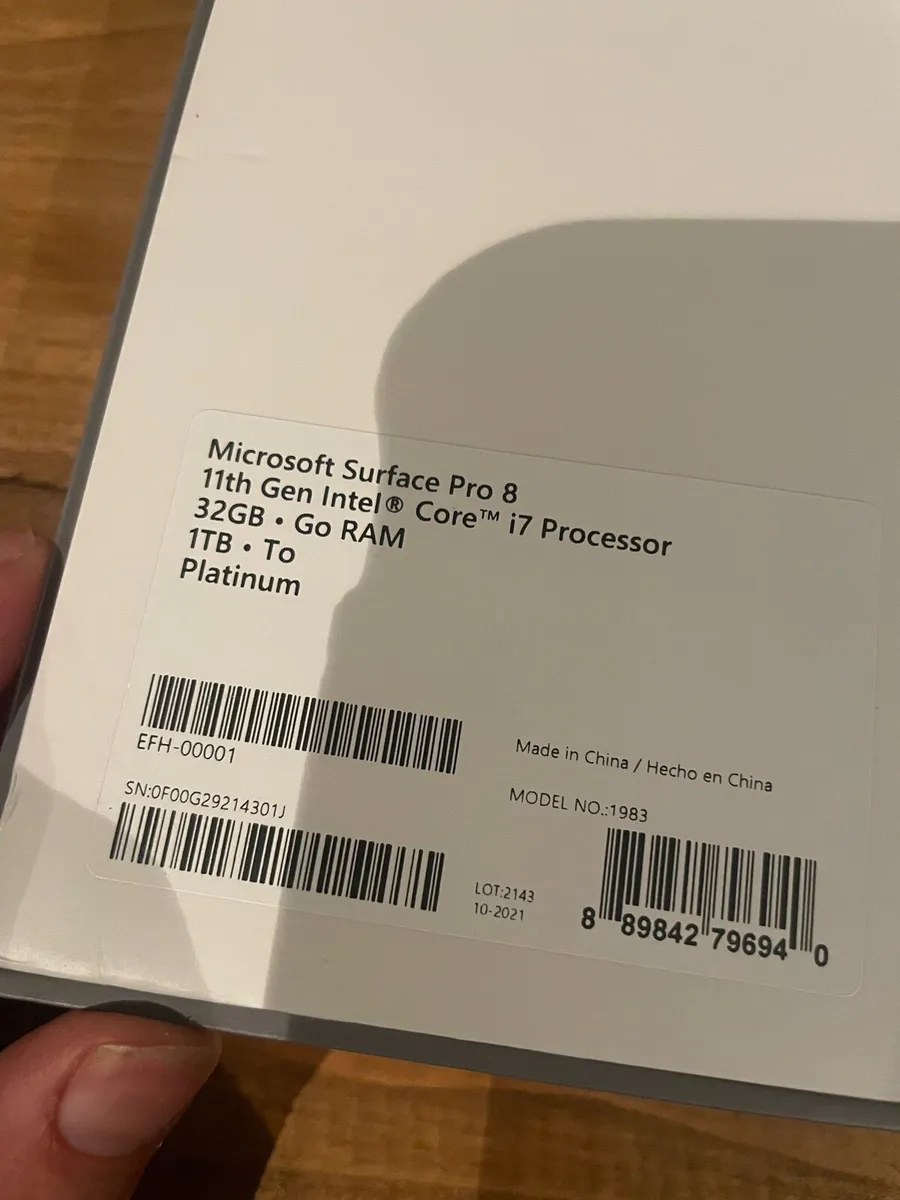 Microsoft Surface Pro 8
11th Gen Intel® Core™ i7 Processor
32GB • Go RAM
1TB • To
Platinum
EFH-00001
SN:0F00G29214301J
Made in China / Hecho en China
MODEL NO.:1983
LOT:2143
10-2021
8 89842 79694 0